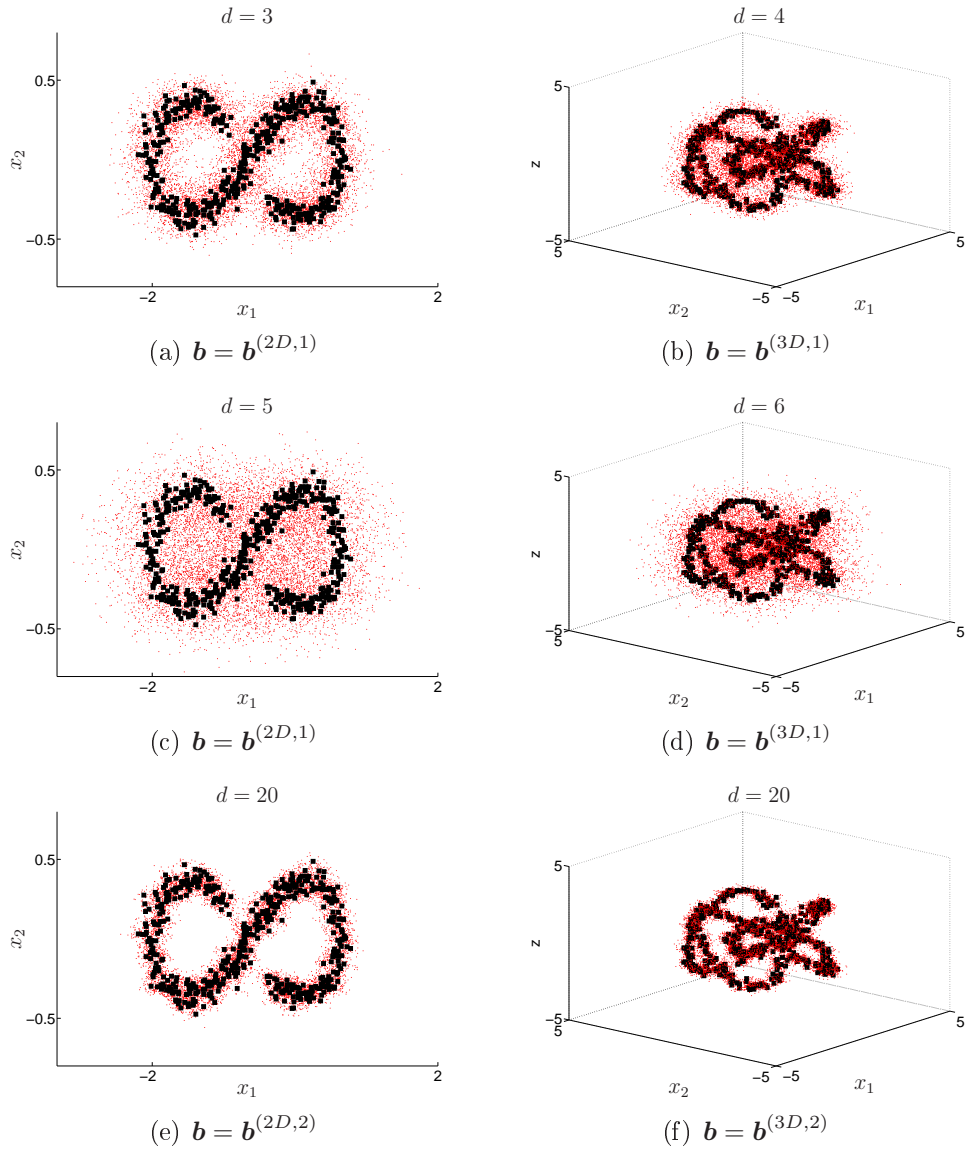 d = 3
0.5
x₂
−0.5
−2
2
x₁
(a) b = b^(2D,1)
d = 4
5
z
−5
5
x₂
−5
−5
x₁
5
(b) b = b^(3D,1)
d = 5
0.5
x₂
−0.5
−2
2
x₁
(c) b = b^(2D,1)
d = 6
5
z
−5
5
x₂
−5
−5
x₁
5
(d) b = b^(3D,1)
d = 20
0.5
x₂
−0.5
−2
2
x₁
(e) b = b^(2D,2)
d = 20
5
z
−5
5
x₂
−5
−5
x₁
5
(f) b = b^(3D,2)